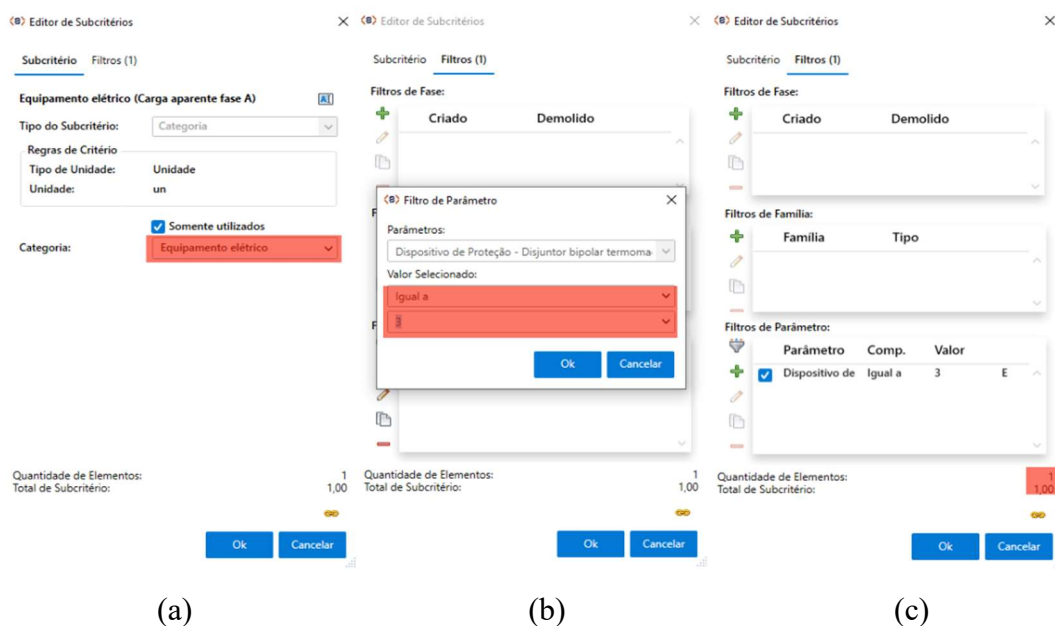 Editor de Subcritérios
Subcritério Filtros (1)
Equipamento elétrico (Carga aparente fase A)
Tipo do Subcritério: Categoria
Regras de Critério
Tipo de Unidade: Unidade
Unidade: un
Somente utilizados
Categoria: Equipamento elétrico
Quantidade de Elementos: 1
Total de Subcritério: 1,00
Ok Cancelar
(a)
Editor de Subcritérios
Subcritério Filtros (1)
Filtros de Fase:
Criado Demolido
Filtro de Parâmetro
Parâmetros:
Dispositivo de Proteção - Disjuntor bipolar termoma
Valor Selecionado:
Igual a
Ok Cancelar
Quantidade de Elementos: 1
Total de Subcritério: 1,00
Ok Cancelar
(b)
Editor de Subcritérios
Subcritério Filtros (1)
Filtros de Fase:
Criado Demolido
Filtros de Família:
Família Tipo
Filtros de Parâmetro:
Parâmetro Comp. Valor
Dispositivo de Igual a 3 E
Quantidade de Elementos: 1
Total de Subcritério: 1,00
Ok Cancelar
(c)